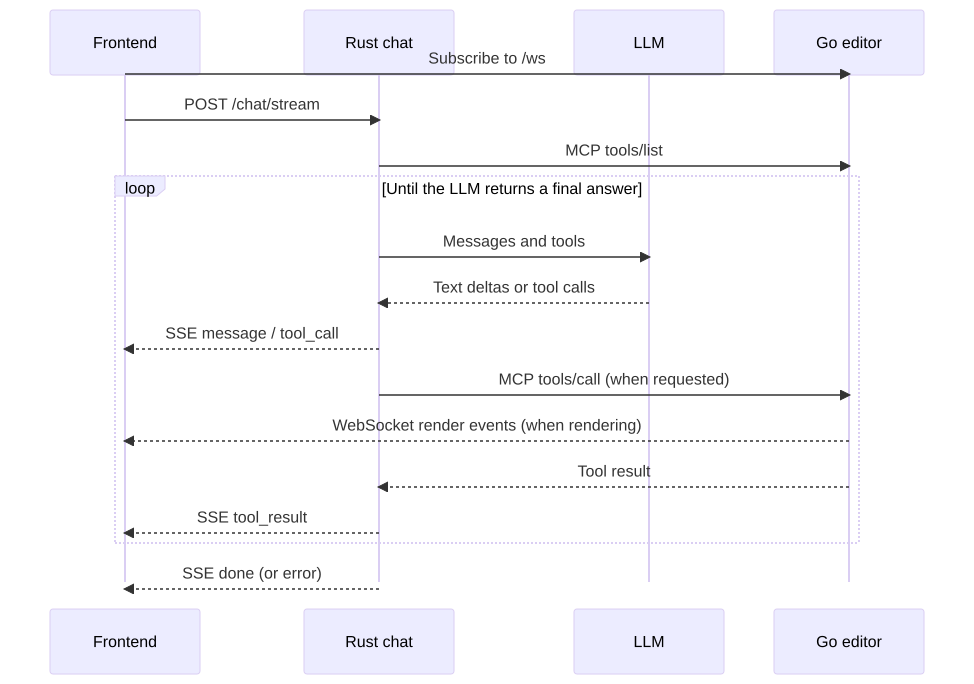 Frontend
Rust chat
LLM
Go editor
Subscribe to /ws
POST /chat/stream
MCP tools/list
loop
[Until the LLM returns a final answer]
Messages and tools
Text deltas or tool calls
SSE message / tool_call
MCP tools/call (when requested)
WebSocket render events (when rendering)
Tool result
SSE tool_result
SSE done (or error)
Frontend
Rust chat
LLM
Go editor